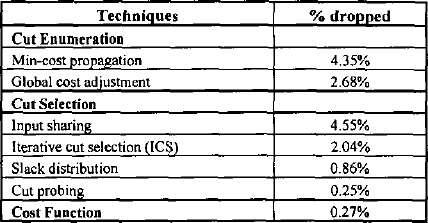 Techniques % dropped
Cut Enumeration
Min-cost propagation 4.35%
Global cost adjustment 2.68%
Cut Selection
Input sharing 4.55%
Iterative cut selection (ICS) 2.04%
Slack distribution 0.86%
Cut probing 0.25%
Cost Function 0.27%